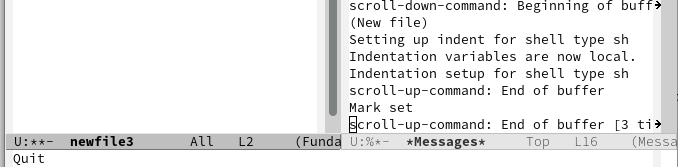 scroll-down-command: Beginning of buff
(New file)
Setting up indent for shell type sh
Indentation variables are now local.
Indentation setup for shell type sh
scroll-up-command: End of buffer
Mark set
scroll-up-command: End of buffer [3 ti
U:**-  newfile3       All   L2     (Funda
U:%*-  *Messages*     Top   L16    (Messa
Quit